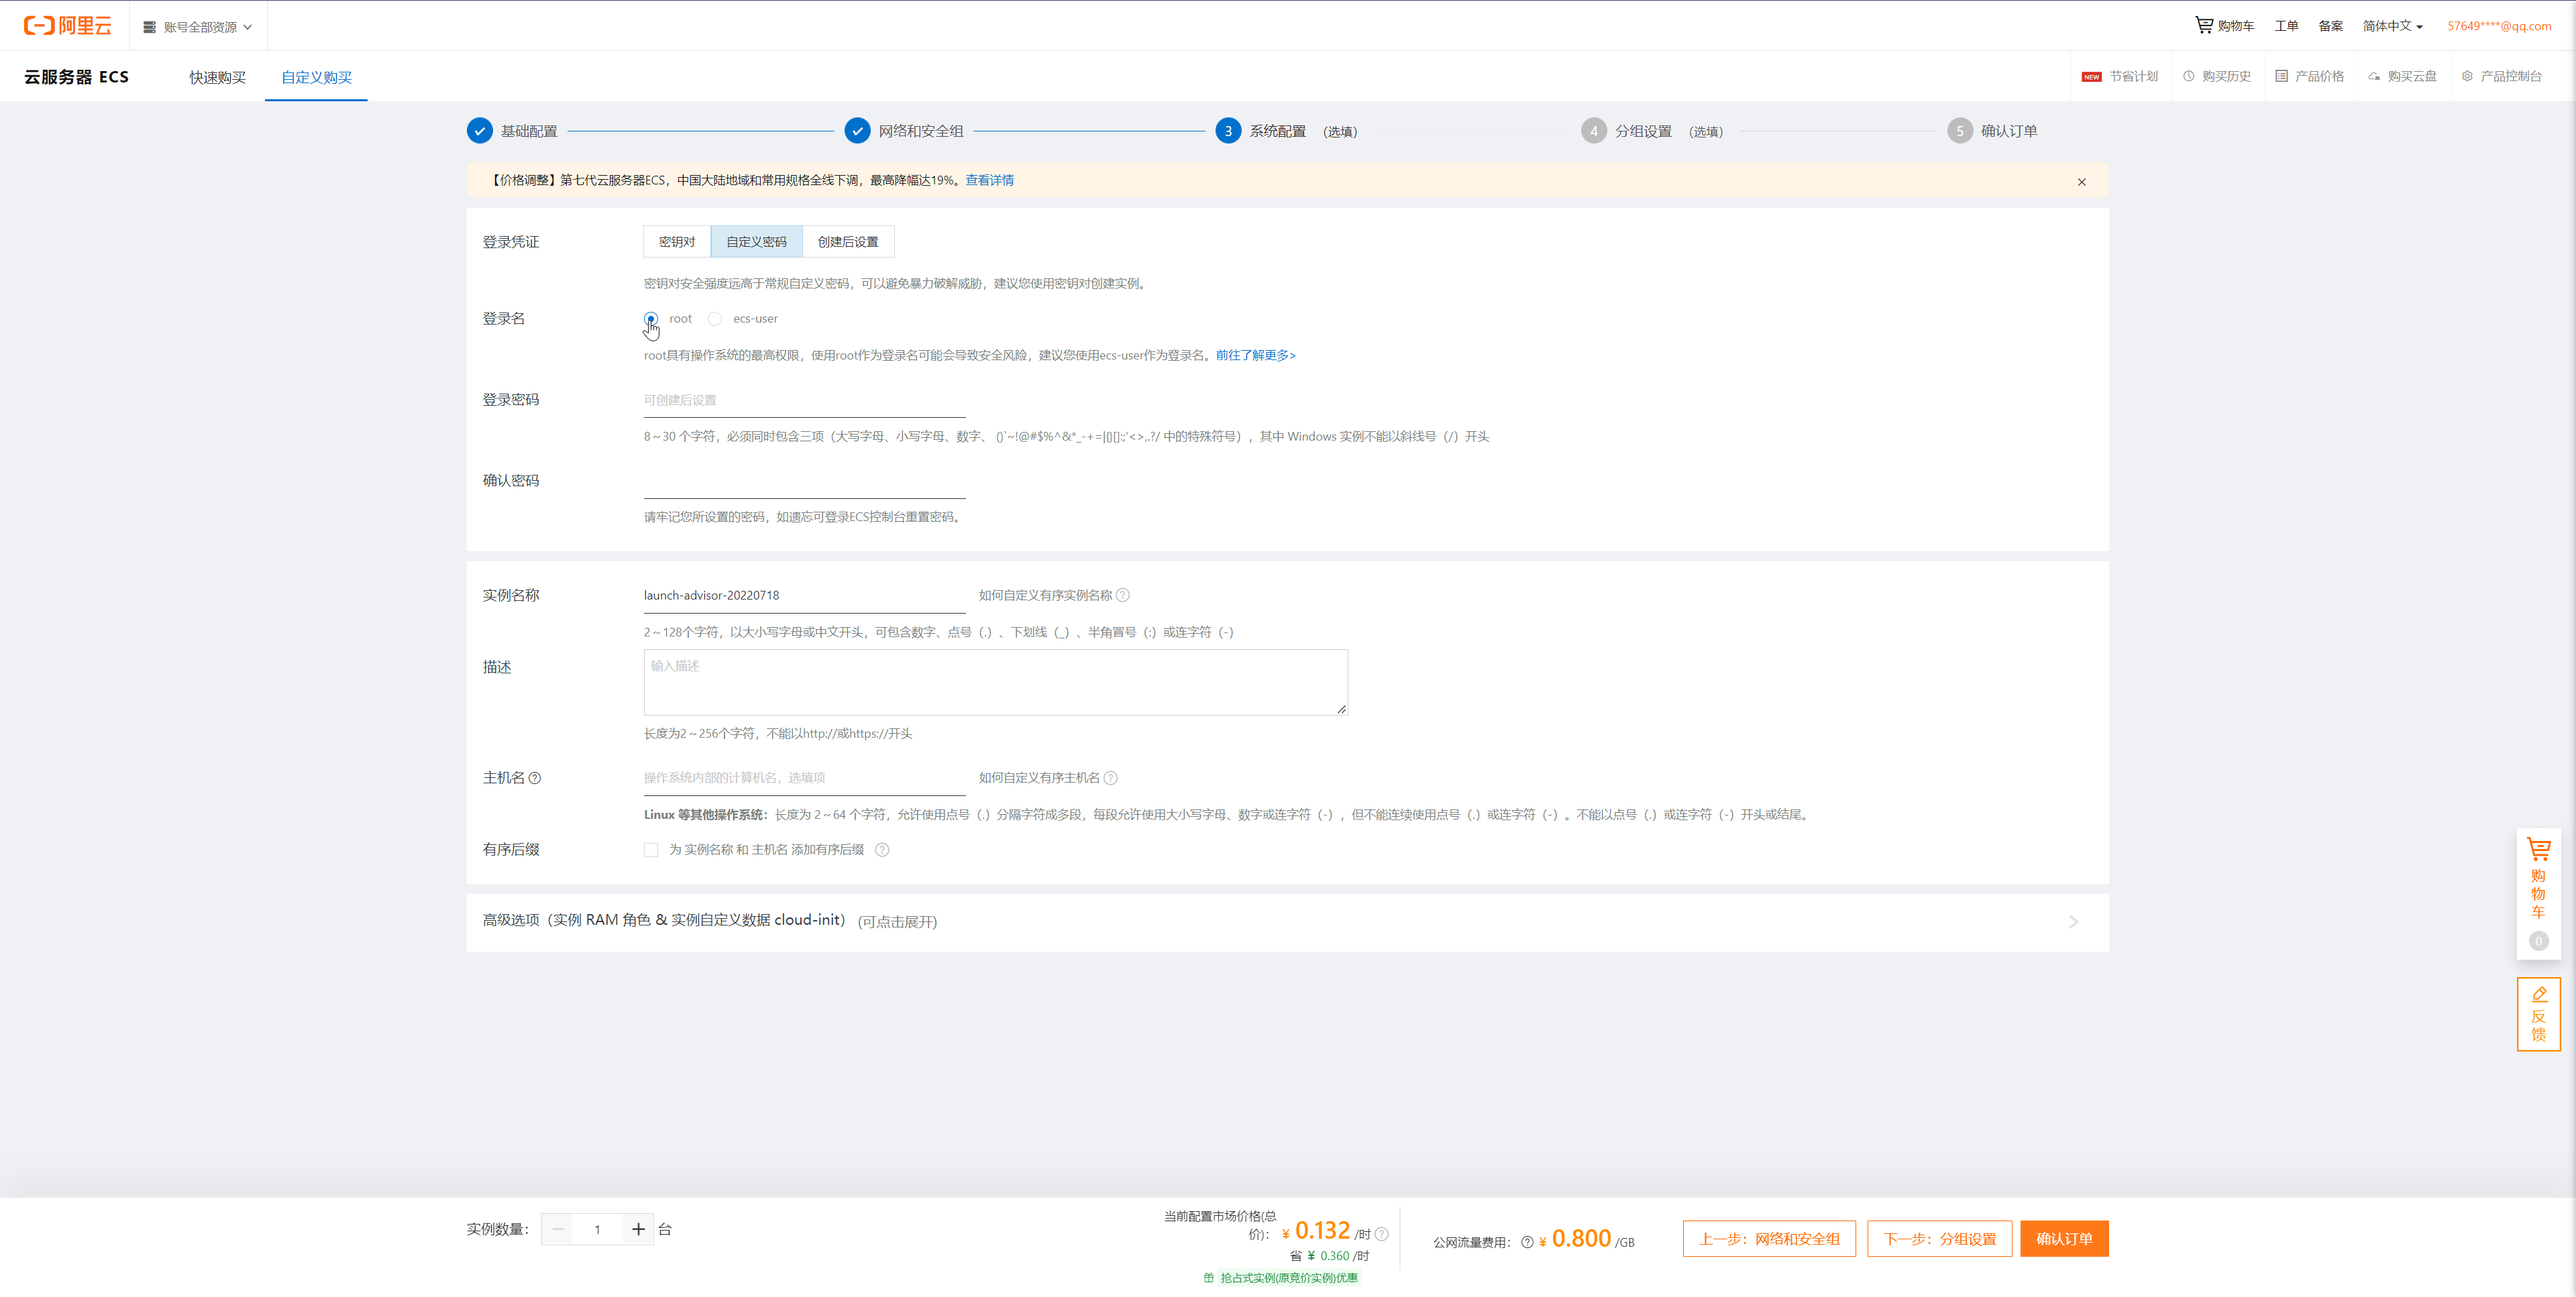 阿里云
账号全部资源
购物车
工单
备案
简体中文
57649****@qq.com
云服务器 ECS
快速购买
自定义购买
NEW 节省计划
购买历史
产品价格
购买云盘
产品控制台
基础配置
网络和安全组
3 系统配置 （选填）
4 分组设置 （选填）
5 确认订单
【价格调整】第七代云服务器ECS，中国大陆地域和常用规格全线下调，最高降幅达19%。查看详情
登录凭证
密钥对
自定义密码
创建后设置
密钥对安全强度远高于常规自定义密码，可以避免暴力破解威胁，建议您使用密钥对创建实例。
登录名
root
ecs-user
root具有操作系统的最高权限，使用root作为登录名可能会导致安全风险，建议您使用ecs-user作为登录名。前往了解更多>
登录密码
可创建后设置
8～30 个字符，必须同时包含三项（大写字母、小写字母、数字、 ()`~!@#$%^&*_-+=|{}[]:;'<>,.?/ 中的特殊符号），其中 Windows 实例不能以斜线号（/）开头
确认密码
请牢记您所设置的密码，如遗忘可登录ECS控制台重置密码。
实例名称
launch-advisor-20220718
如何自定义有序实例名称
2～128个字符，以大小写字母或中文开头，可包含数字、点号（.）、下划线（_）、半角冒号（:）或连字符（-）
描述
输入描述
长度为2～256个字符，不能以http://或https://开头
主机名
操作系统内部的计算机名，选填项
如何自定义有序主机名
Linux 等其他操作系统：长度为 2～64 个字符，允许使用点号（.）分隔字符成多段，每段允许使用大小写字母、数字或连字符（-），但不能连续使用点号（.）或连字符（-）。不能以点号（.）或连字符（-）开头或结尾。
有序后缀
为 实例名称 和 主机名 添加有序后缀
高级选项（实例 RAM 角色 & 实例自定义数据 cloud-init） (可点击展开)
购物车
0
反馈
实例数量：
1
台
当前配置市场价格(总
价)： ¥ 0.132 /时
省 ¥ 0.360 /时
抢占式实例(原竞价实例)优惠
公网流量费用： ¥ 0.800 /GB
上一步：网络和安全组
下一步：分组设置
确认订单